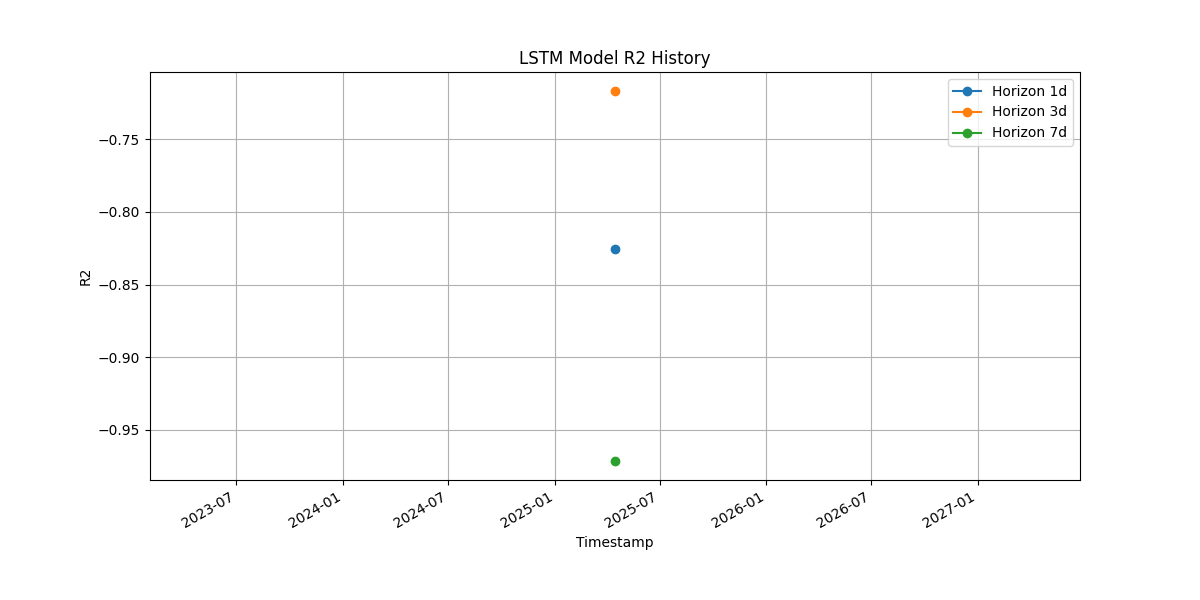 LSTM Model R2 History
Horizon 1d
Horizon 3d
Horizon 7d
−0.75
−0.80
−0.85
−0.90
−0.95
R2
2023-07
2024-01
2024-07
2025-01
2025-07
2026-01
2026-07
2027-01
Timestamp